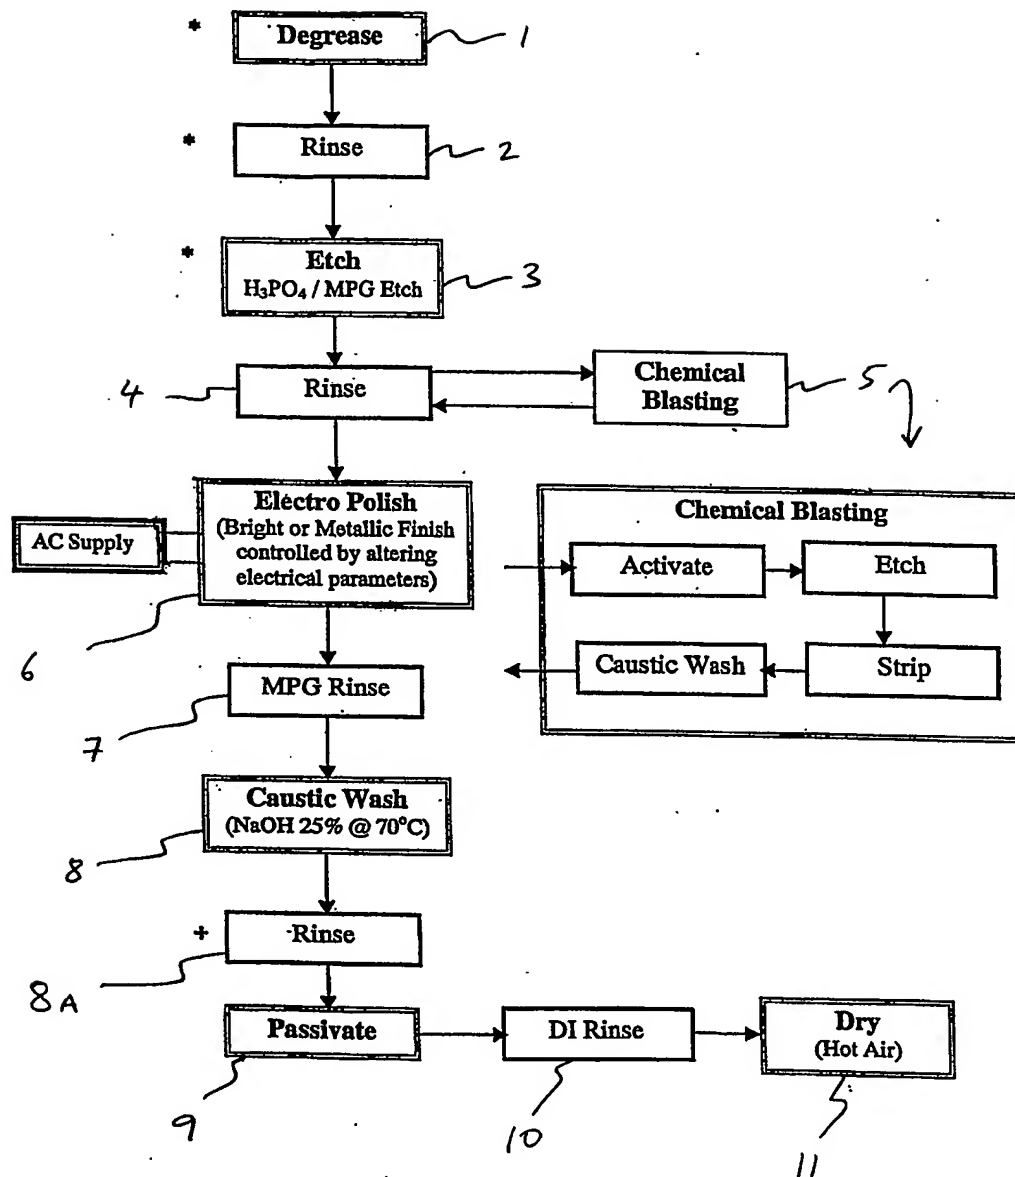 * Degrease 1
* Rinse 2
* Etch
H₃PO₄ / MPG Etch 3
4 Rinse
Chemical
Blasting
5
Electro Polish
(Bright or Metallic Finish
controlled by altering
electrical parameters)
AC Supply
6
Chemical Blasting
Activate
Etch
Strip
Caustic Wash
MPG Rinse
7
Caustic Wash
(NaOH 25% @ 70°C)
8
+ Rinse
8A
Passivate
9
DI Rinse
10
Dry
(Hot Air)
11